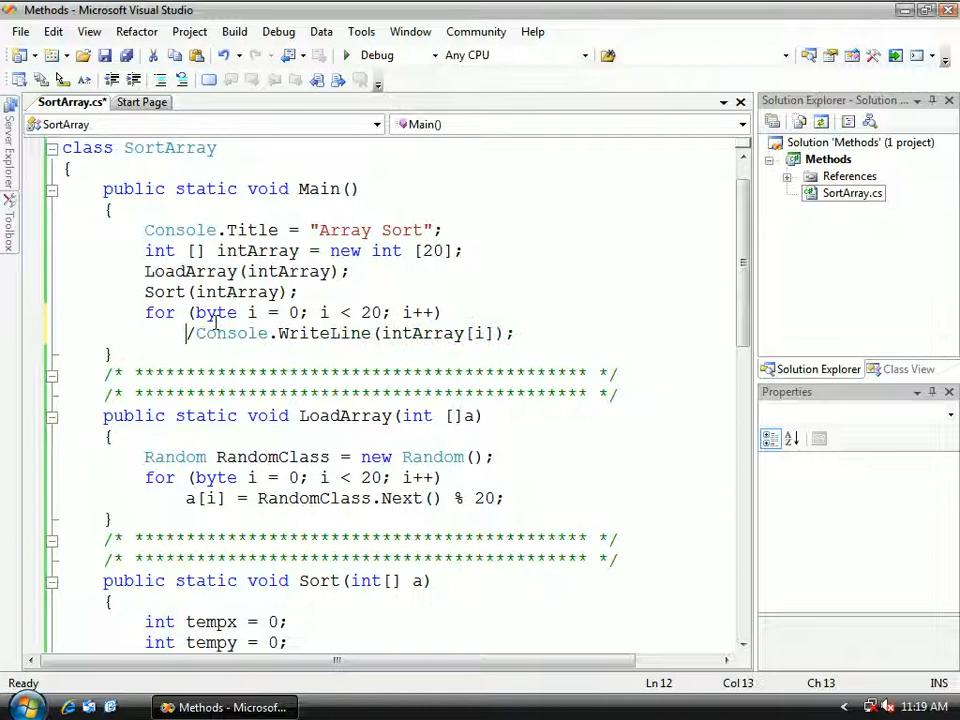 Methods - Microsoft Visual Studio
File Edit View Refactor Project Build Debug Data Tools Window Community Help
Debug Any CPU
SortArray.cs* Start Page
SortArray Main()
class SortArray
{
public static void Main()
{
Console.Title = "Array Sort";
int [] intArray = new int [20];
LoadArray(intArray);
Sort(intArray);
for (byte i = 0; i < 20; i++)
/Console.WriteLine(intArray[i]);
}
/* ******************************************** */
/* ******************************************** */
public static void LoadArray(int []a)
{
Random RandomClass = new Random();
for (byte i = 0; i < 20; i++)
a[i] = RandomClass.Next() % 20;
}
/* ******************************************** */
/* ******************************************** */
public static void Sort(int[] a)
{
int tempx = 0;
int tempy = 0;
Server Explorer
Toolbox
Solution Explorer - Solution ...
Solution 'Methods' (1 project)
Methods
References
SortArray.cs
Solution Explorer Class View
Properties
Ready Ln 12 Col 13 Ch 13 INS
Methods - Microsof... 11:19 AM